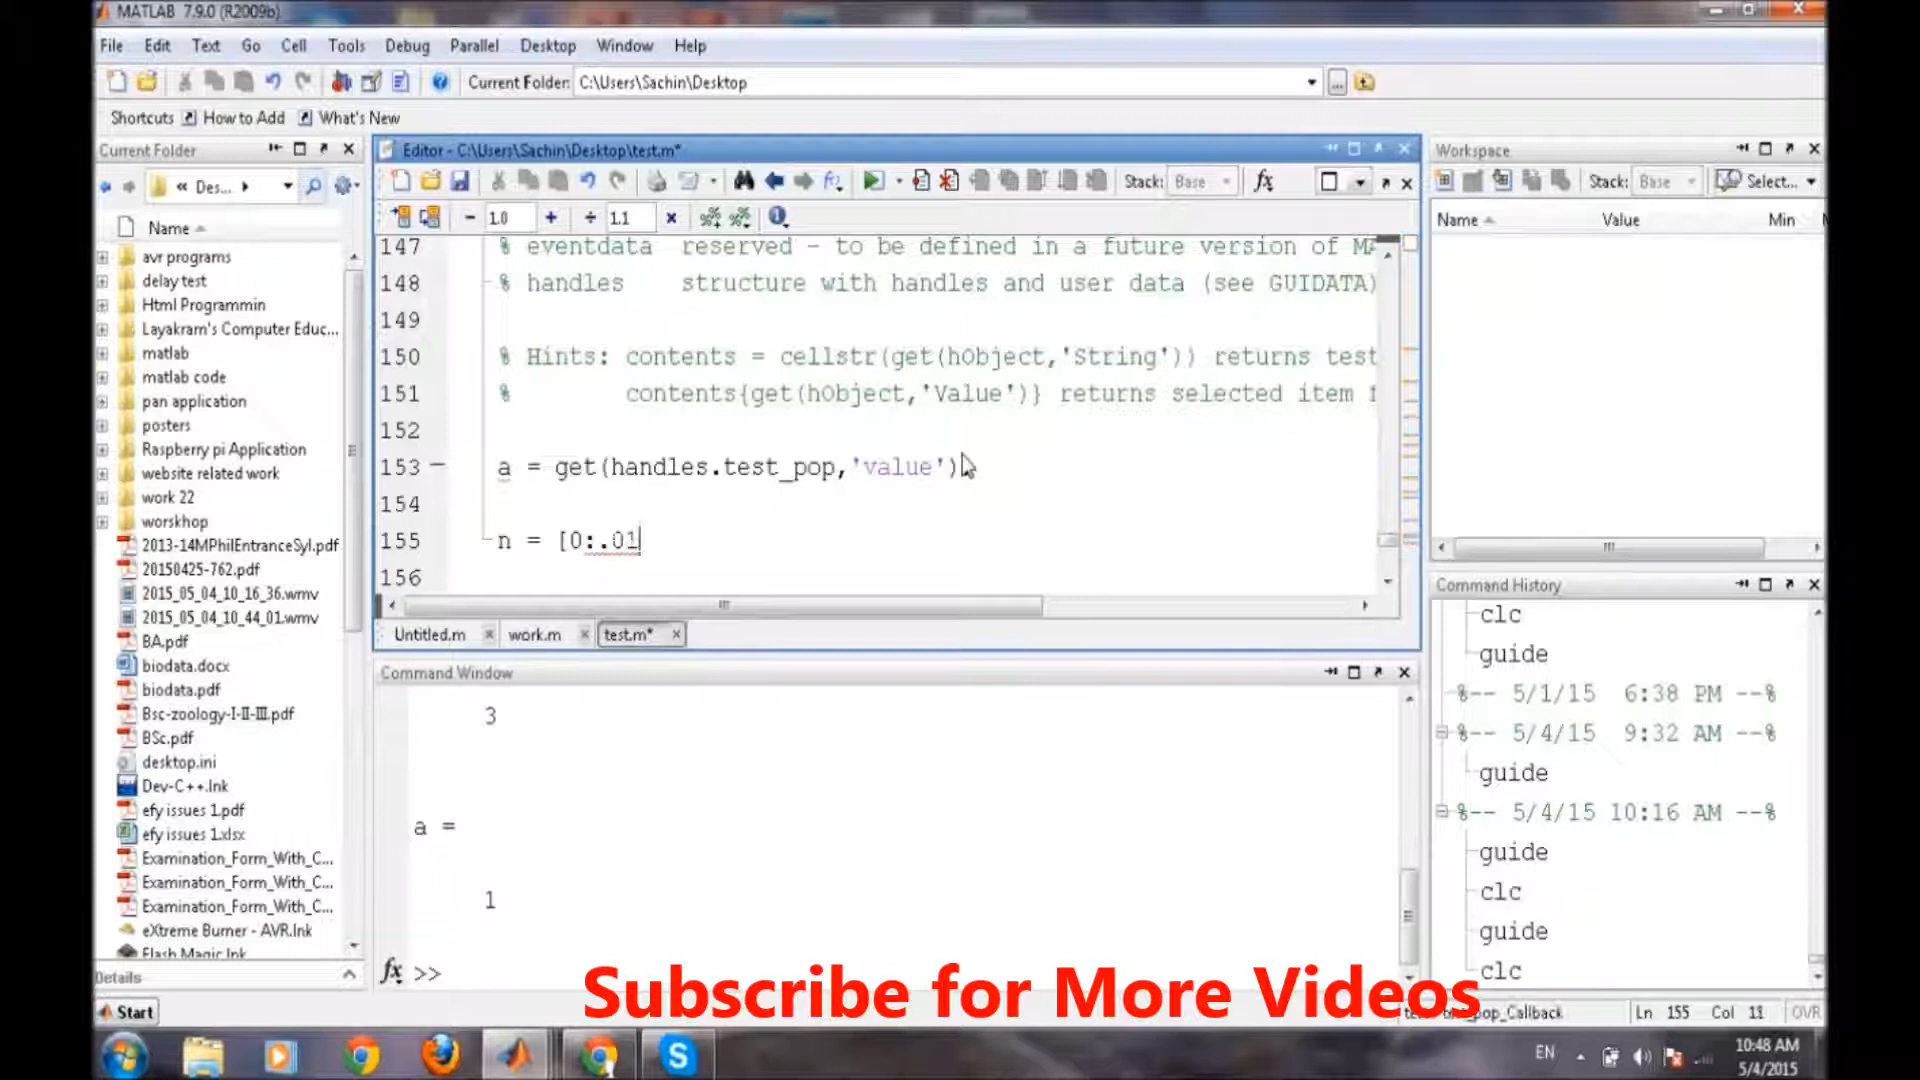 MATLAB 7.9.0 (R2009b)
File Edit Text Go Cell Tools Debug Parallel Desktop Window Help
Current Folder: C:\Users\Sachin\Desktop
Shortcuts How to Add What's New
Current Folder
« Des...
Name
avr programs
delay test
Html Programmin
Layakram's Computer Educ...
matlab
matlab code
pan application
posters
Raspberry pi Application
website related work
work 22
worskhop
2013-14MPhilEntranceSyl.pdf
20150425-762.pdf
2015_05_04_10_16_36.wmv
2015_05_04_10_44_01.wmv
BA.pdf
biodata.docx
biodata.pdf
Bsc-zoology-I-II-III.pdf
BSc.pdf
desktop.ini
Dev-C++.lnk
efy issues 1.pdf
efy issues 1.xlsx
Examination_Form_With_C...
Examination_Form_With_C...
Examination_Form_With_C...
eXtreme Burner - AVR.lnk
Flash Magic.lnk
Details
Start
Editor - C:\Users\Sachin\Desktop\test.m*
Stack: Base
fx
- 1.0 + ÷ 1.1 ×
147 % eventdata reserved - to be defined in a future version of MA
148 % handles structure with handles and user data (see GUIDATA)
149
150 % Hints: contents = cellstr(get(hObject,'String')) returns test
151 % contents{get(hObject,'Value')} returns selected item f
152
153 a = get(handles.test_pop,'value')
154
155 n = [0:.01
156
Untitled.m work.m test.m*
Command Window
3
a =
1
fx >>
Workspace
Stack: Base Select...
Name Value Min
Command History
clc
guide
%-- 5/1/15 6:38 PM --%
%-- 5/4/15 9:32 AM --%
guide
%-- 5/4/15 10:16 AM --%
guide
clc
guide
clc
Subscribe for More Videos
pop_Callback Ln 155 Col 11 OVR
EN
10:48 AM
5/4/2015